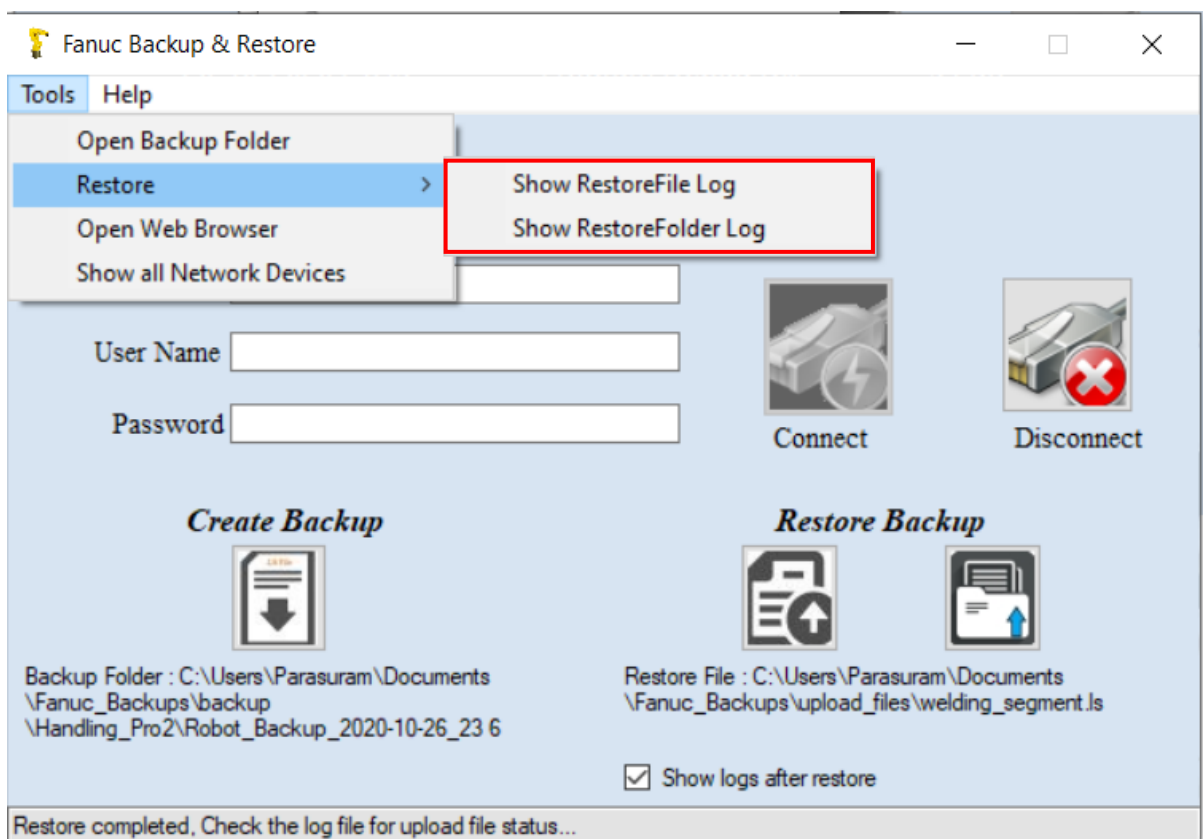 Fanuc Backup & Restore
Tools Help
Open Backup Folder
Restore
Show RestoreFile Log
Open Web Browser
Show RestoreFolder Log
Show all Network Devices
User Name
Password
Connect
Disconnect
Create Backup
Restore Backup
Backup Folder : C:\Users\Parasuram\Documents
\Fanuc_Backups\backup
\Handling_Pro2\Robot_Backup_2020-10-26_23 6
Restore File : C:\Users\Parasuram\Documents
\Fanuc_Backups\upload_files\welding_segment.ls
Show logs after restore
Restore completed, Check the log file for upload file status...